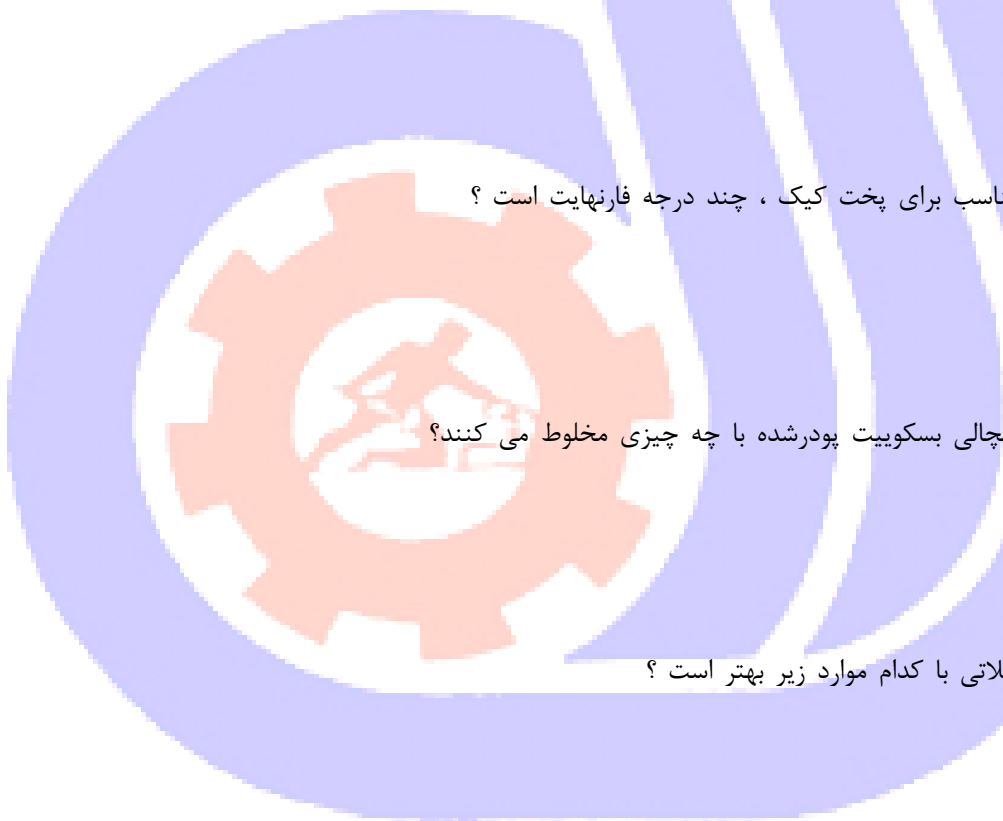 ناسب برای پخت کیک ، چند درجه فارنهایت است ؟
چالی بسکوییت پودرشده با چه چیزی مخلوط می کنند؟
لاتی با کدام موارد زیر بهتر است ؟